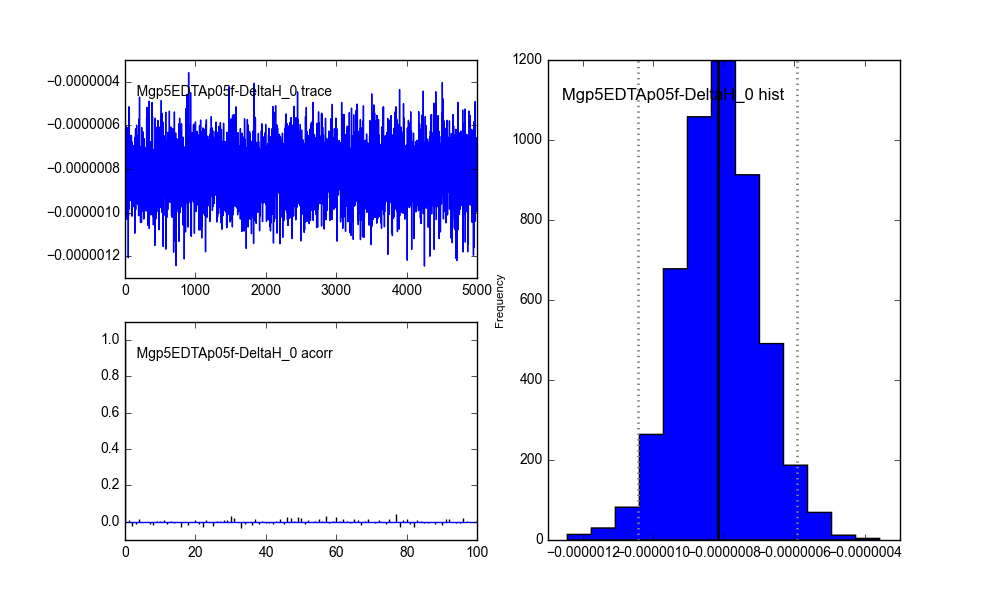 −0.0000004
−0.0000006
−0.0000008
−0.0000010
−0.0000012
Mgp5EDTAp05f-DeltaH_0 trace
0 1000 2000 3000 4000 5000
1.0
0.8
0.6
0.4
0.2
0.0
Mgp5EDTAp05f-DeltaH_0 acorr
0 20 40 60 80 100
1200
1000
800
600
400
200
0
Frequency
Mgp5EDTAp05f-DeltaH_0 hist
−0.0000012 −0.0000010 −0.0000008 −0.0000006 −0.0000004